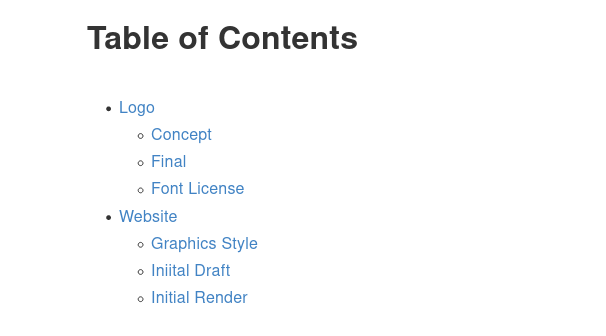 Table of Contents
Logo
Concept
Final
Font License
Website
Graphics Style
Iniital Draft
Initial Render